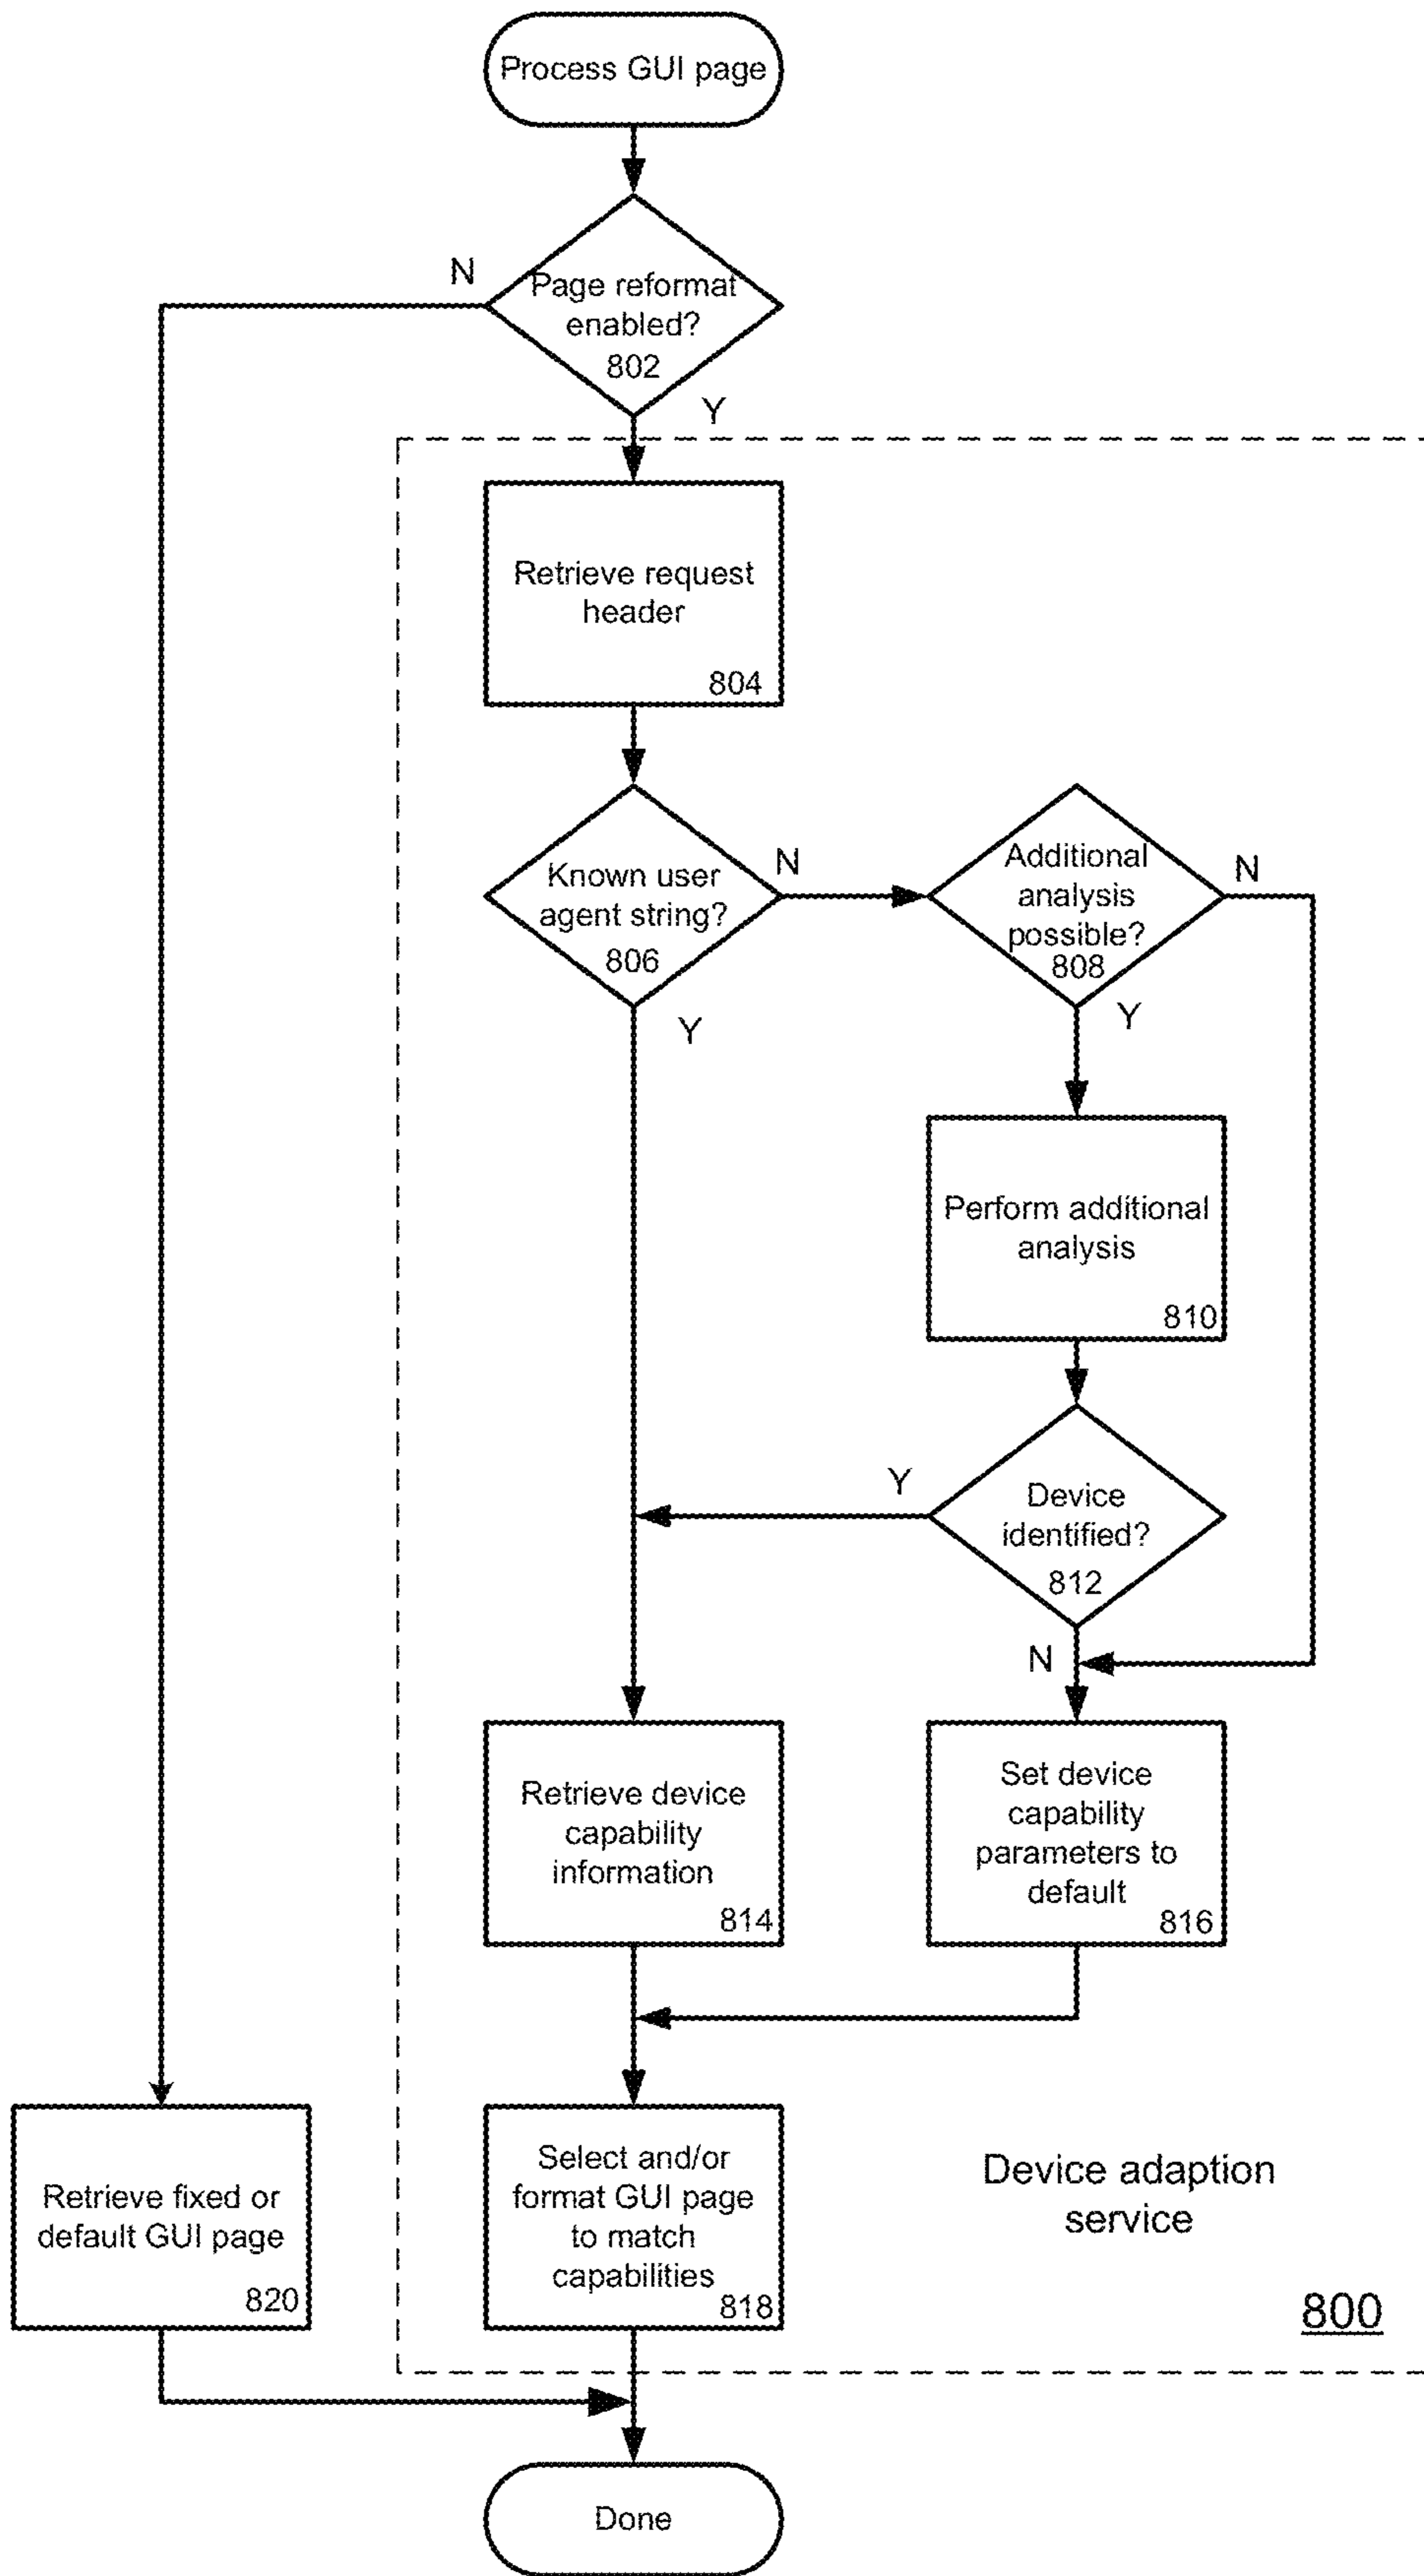 Process GUI page
N
Page reformat
enabled?
802
Y
Retrieve request
header
804
Known user
agent string?
806
N
Y
Additional
analysis
possible?
808
N
Y
Perform additional
analysis
810
Y
Device
identified?
812
N
Retrieve device
capability
information
814
Set device
capability
parameters to
default
816
Retrieve fixed or
default GUI page
820
Select and/or
format GUI page
to match
capabilities
818
Device adaption
service
800
Done